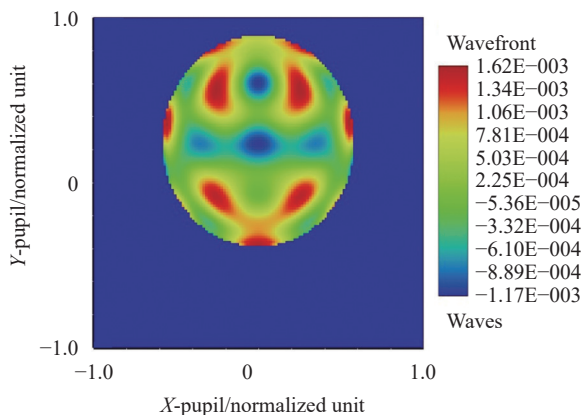 1.0
0
−1.0
Y-pupil/normalized unit
−1.0
0
1.0
X-pupil/normalized unit
Wavefront
1.62E−003
1.34E−003
1.06E−003
7.81E−004
5.03E−004
2.25E−004
−5.36E−005
−3.32E−004
−6.10E−004
−8.89E−004
−1.17E−003
Waves